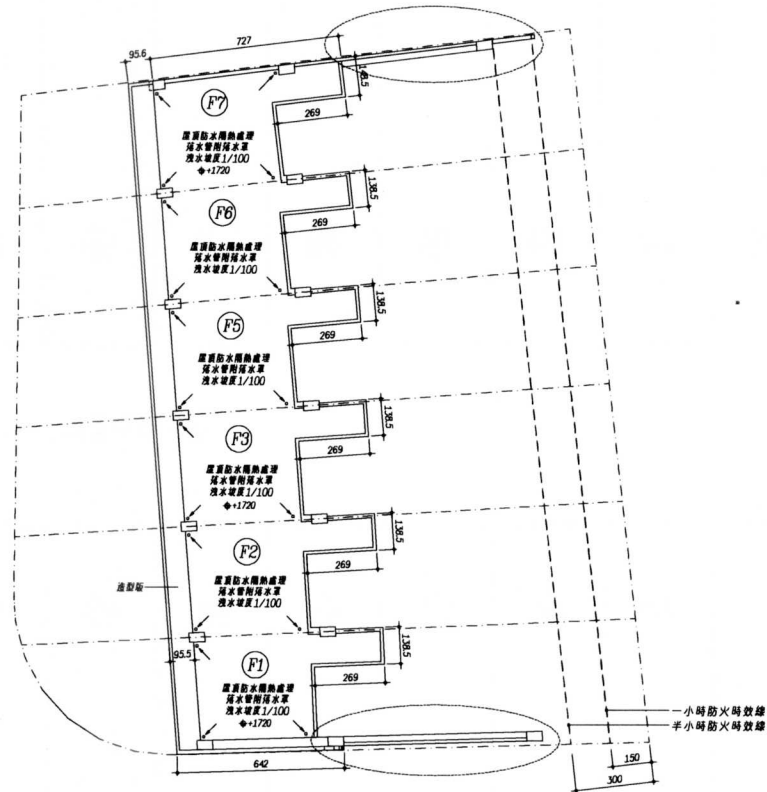 95.6
727
F7
138.5
269
屋頂防水隔熱處理
落水管附落水罩
洩水坡度1/100
+1720
138.5
F6
269
屋頂防水隔熱處理
落水管附落水罩
洩水坡度1/100
138.5
F5
269
屋頂防水隔熱處理
落水管附落水罩
洩水坡度1/100
138.5
F3
269
屋頂防水隔熱處理
落水管附落水罩
洩水坡度1/100
+1720
138.5
F2
269
屋頂防水隔熱處理
落水管附落水罩
洩水坡度1/100
造型版
138.5
95.5
F1
269
屋頂防水隔熱處理
落水管附落水罩
洩水坡度1/100
+1720
一小時防火時效線
半小時防火時效線
642
150
300